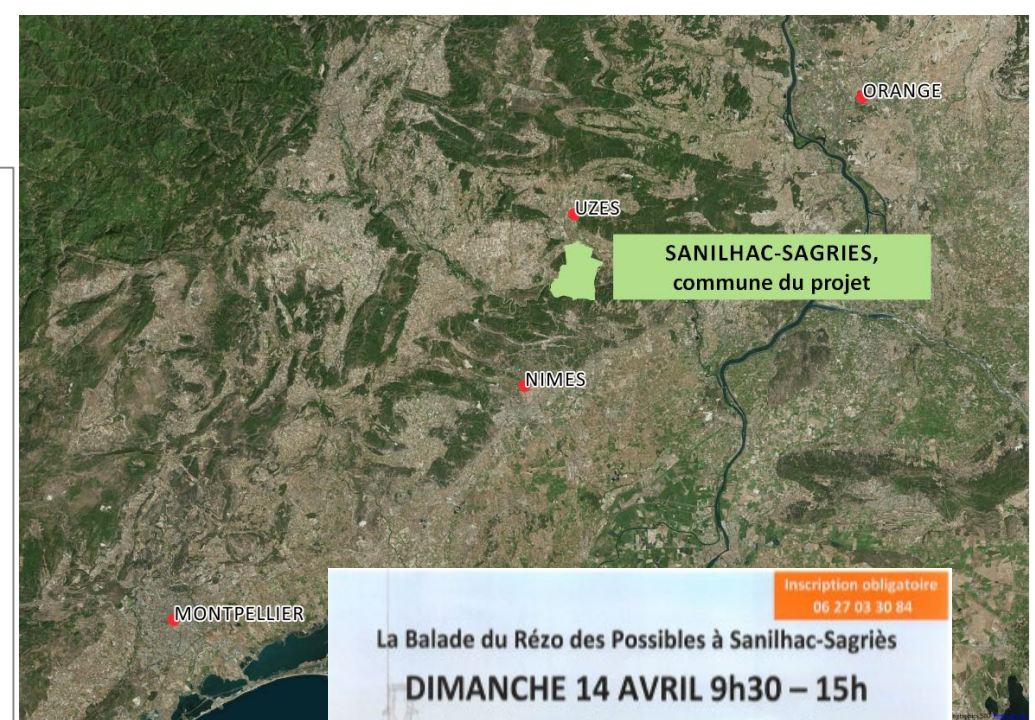 ORANGE
UZES
SANILHAC-SAGRIES,
commune du projet
NIMES
MONTPELLIER
Inscription obligatoire
06 27 03 30 84
La Balade du Rézo des Possibles à Sanilhac-Sagriès
DIMANCHE 14 AVRIL 9h30 – 15h